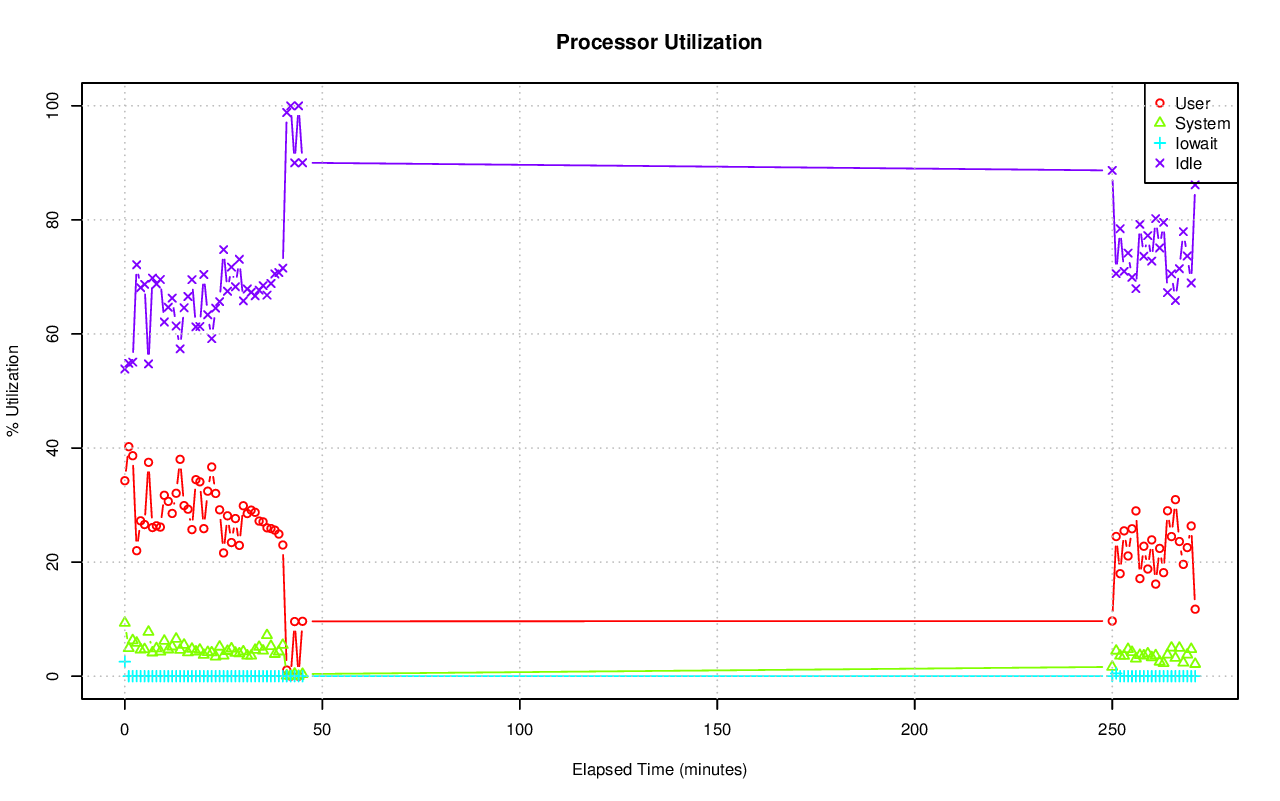 Processor Utilization
100
80
60
40
20
0
% Utilization
User
System
Iowait
Idle
0 50 100 150 200 250
Elapsed Time (minutes)